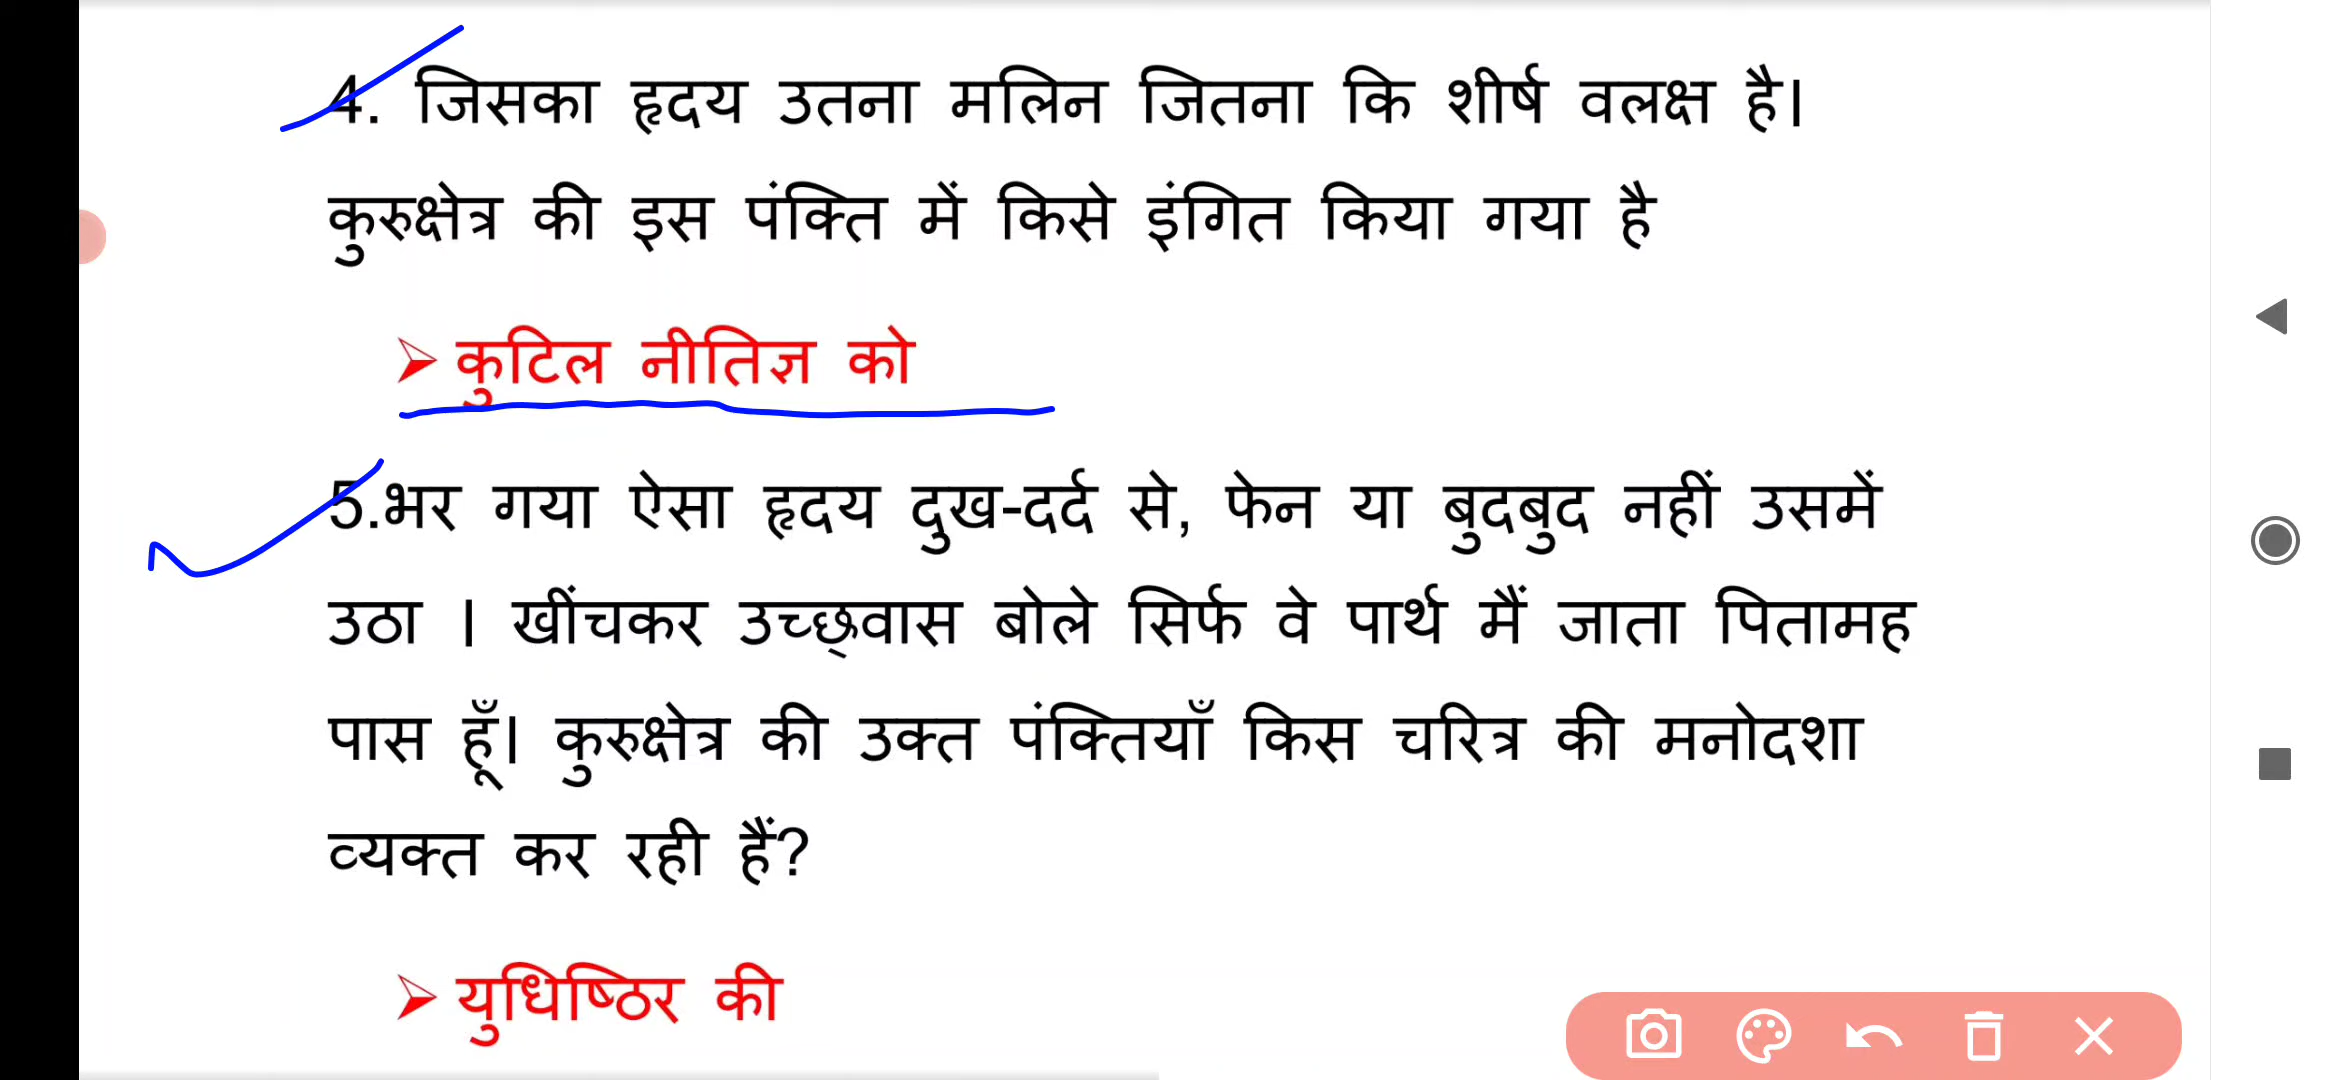 4. जिसका हृदय उतना मलिन जितना कि शीर्ष वलक्ष है।
कुरुक्षेत्र की इस पंक्ति में किसे इंगित किया गया है
➢ कुटिल नीतिज्ञ को
5.भर गया ऐसा हृदय दुख-दर्द से, फेन या बुदबुद नहीं उसमें
उठा । खींचकर उच्छ्वास बोले सिर्फ वे पार्थ मैं जाता पितामह
पास हूँ। कुरुक्षेत्र की उक्त पंक्तियाँ किस चरित्र की मनोदशा
व्यक्त कर रही हैं?
➢ युधिष्ठिर की